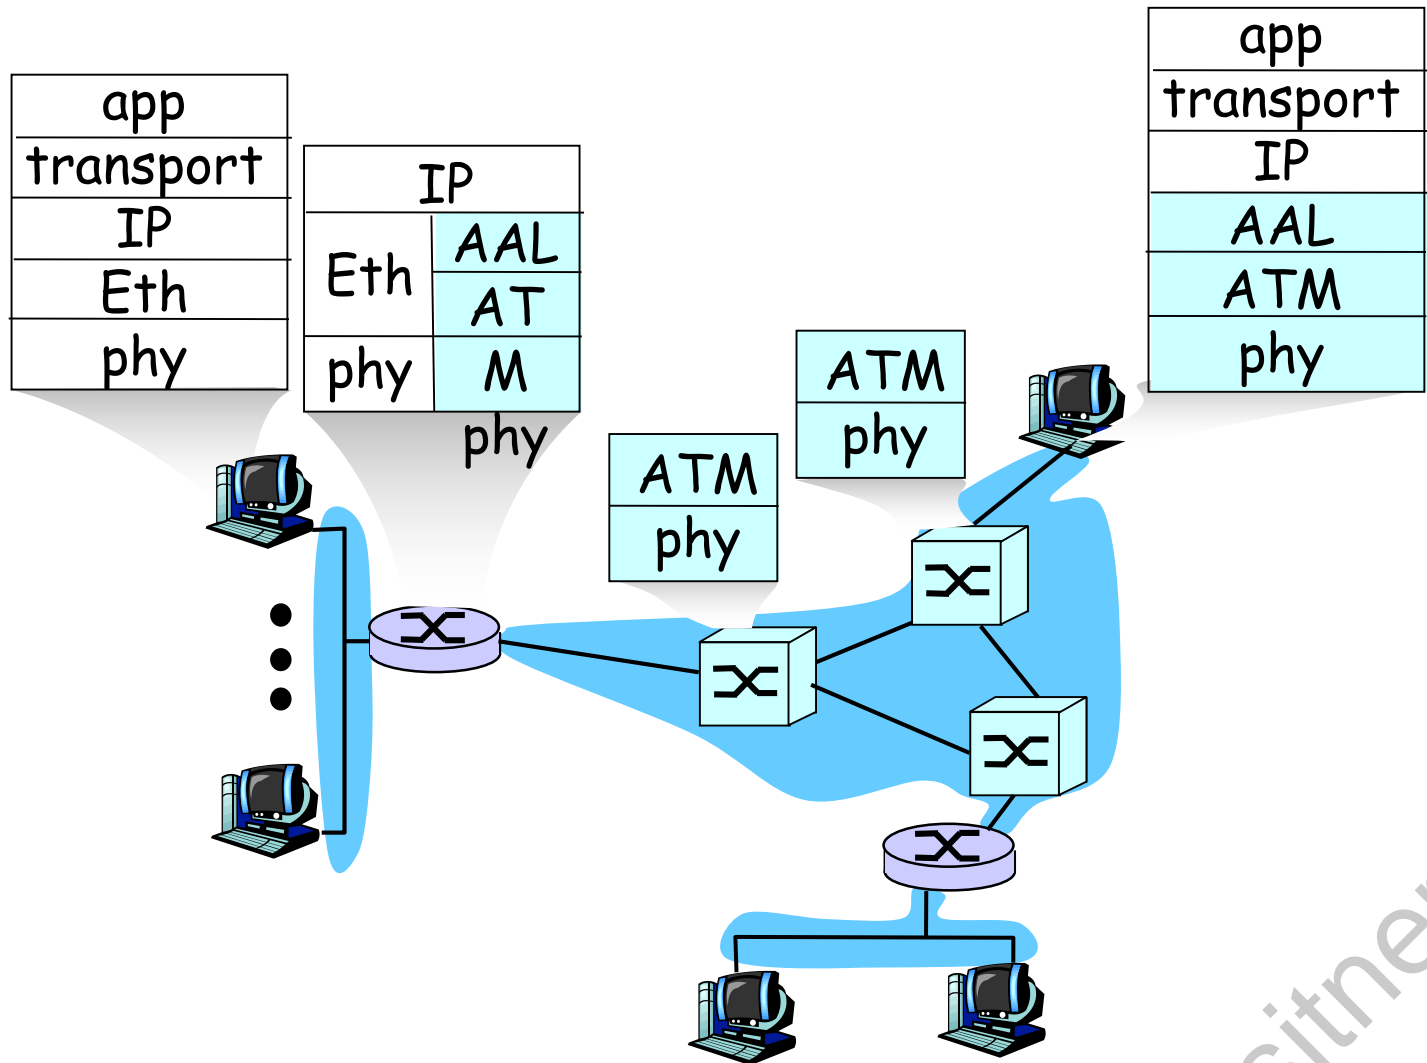 app
transport
IP
Eth
phy
IP
Eth
phy
AAL
AT
M
phy
ATM
phy
ATM
phy
app
transport
IP
AAL
ATM
phy